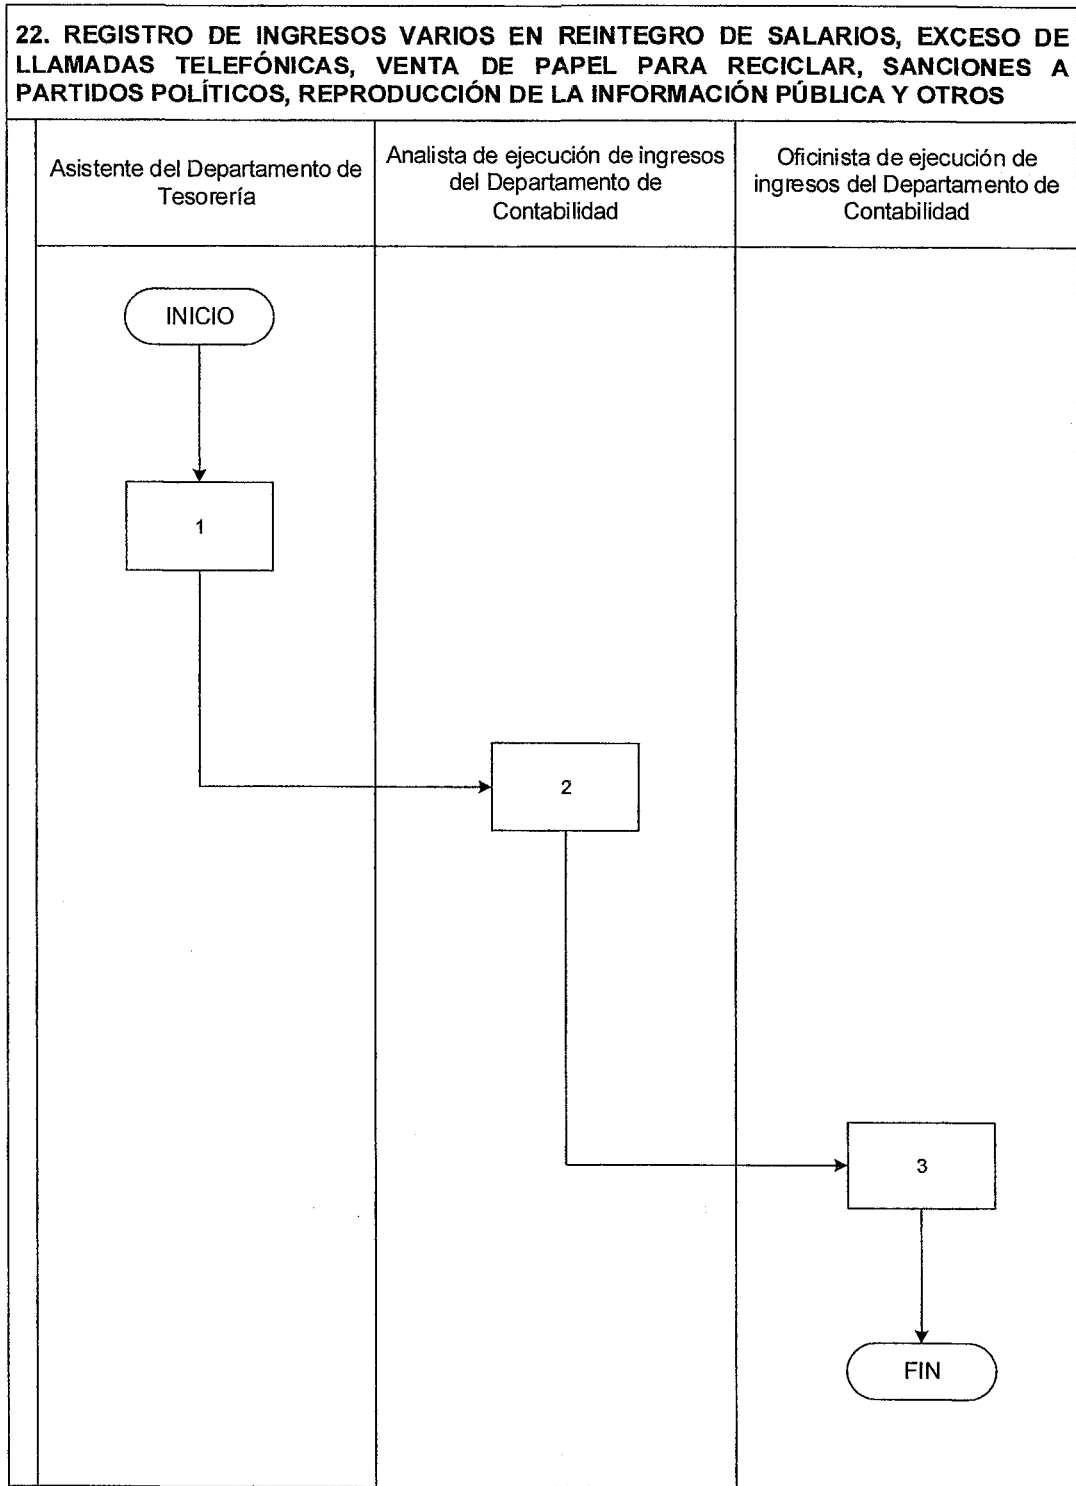 22. REGISTRO DE INGRESOS VARIOS EN REINTEGRO DE SALARIOS, EXCESO DE
LLAMADAS TELEFÓNICAS, VENTA DE PAPEL PARA RECICLAR, SANCIONES A
PARTIDOS POLÍTICOS, REPRODUCCIÓN DE LA INFORMACIÓN PÚBLICA Y OTROS
Asistente del Departamento de
Tesorería
Analista de ejecución de ingresos
del Departamento de
Contabilidad
Oficinista de ejecución de
ingresos del Departamento de
Contabilidad
INICIO
1
2
3
FIN